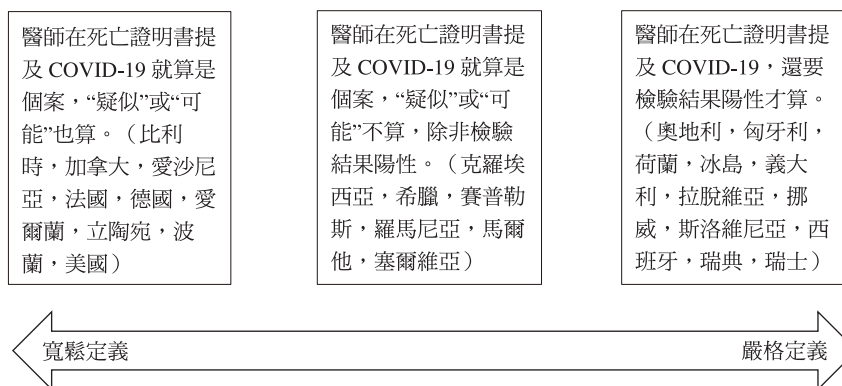 醫師在死亡證明書提
及 COVID-19 就算是
個案，“疑似”或“可
能”也算。（比利
時，加拿大，愛沙尼
亞，法國，德國，愛
爾蘭，立陶宛，波
蘭，美國）
醫師在死亡證明書提
及 COVID-19 就算是
個案，“疑似”或“可
能”不算，除非檢驗
結果陽性。（克羅埃
西亞，希臘，賽普勒
斯，羅馬尼亞，馬爾
他，塞爾維亞）
醫師在死亡證明書提
及 COVID-19，還要
檢驗結果陽性才算。
（奧地利，匈牙利，
荷蘭，冰島，義大
利，拉脫維亞，挪
威，斯洛維尼亞，西
班牙，瑞典，瑞士）
寬鬆定義
嚴格定義